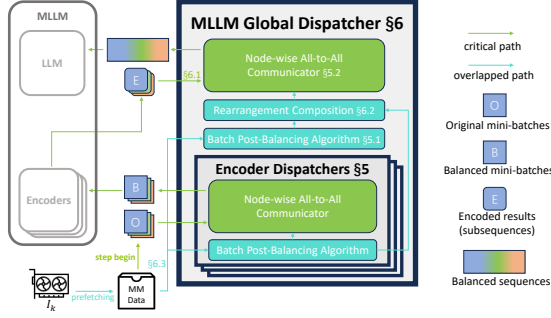 MLLM
LLM
Encoders
MLLM Global Dispatcher §6
Node-wise All-to-All
Communicator §5.2
E
§6.1
Rearrangement Composition §6.2
Batch Post-Balancing Algorithm §5.1
Encoder Dispatchers §5
B
Node-wise All-to-All
Communicator
O
Batch Post-Balancing Algorithm
step begin
§6.3
I_k
prefetching
MM
Data
critical path
overlapped path
O
Original mini-batches
B
Balanced mini-batches
E
Encoded results
(subsequences)
Balanced sequences